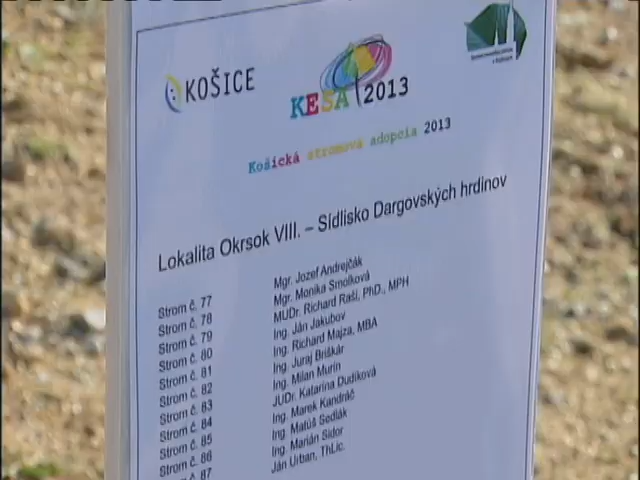 KOŠICE
KESA 2013
Košická stromová adopcia 2013
Lokalita Okrsok VIII. – Sídlisko Dargovských hrdinov
Strom č. 77 Mgr. Jozef Andrejčák
Strom č. 78 Mgr. Monika Smolková
Strom č. 79 MUDr. Richard Raši, PhD., MPH
Strom č. 80 Ing. Ján Jakubov
Strom č. 81 Ing. Richard Majza, MBA
Strom č. 82 Ing. Juraj Briškár
Strom č. 83 Ing. Milan Murín
Strom č. 84 JUDr. Katarína Dudíková
Strom č. 85 Ing. Marek Kandráč
Strom č. 86 Ing. Matúš Sedlák
87 Ing. Marián Sidor
Ján Urban, ThLic.